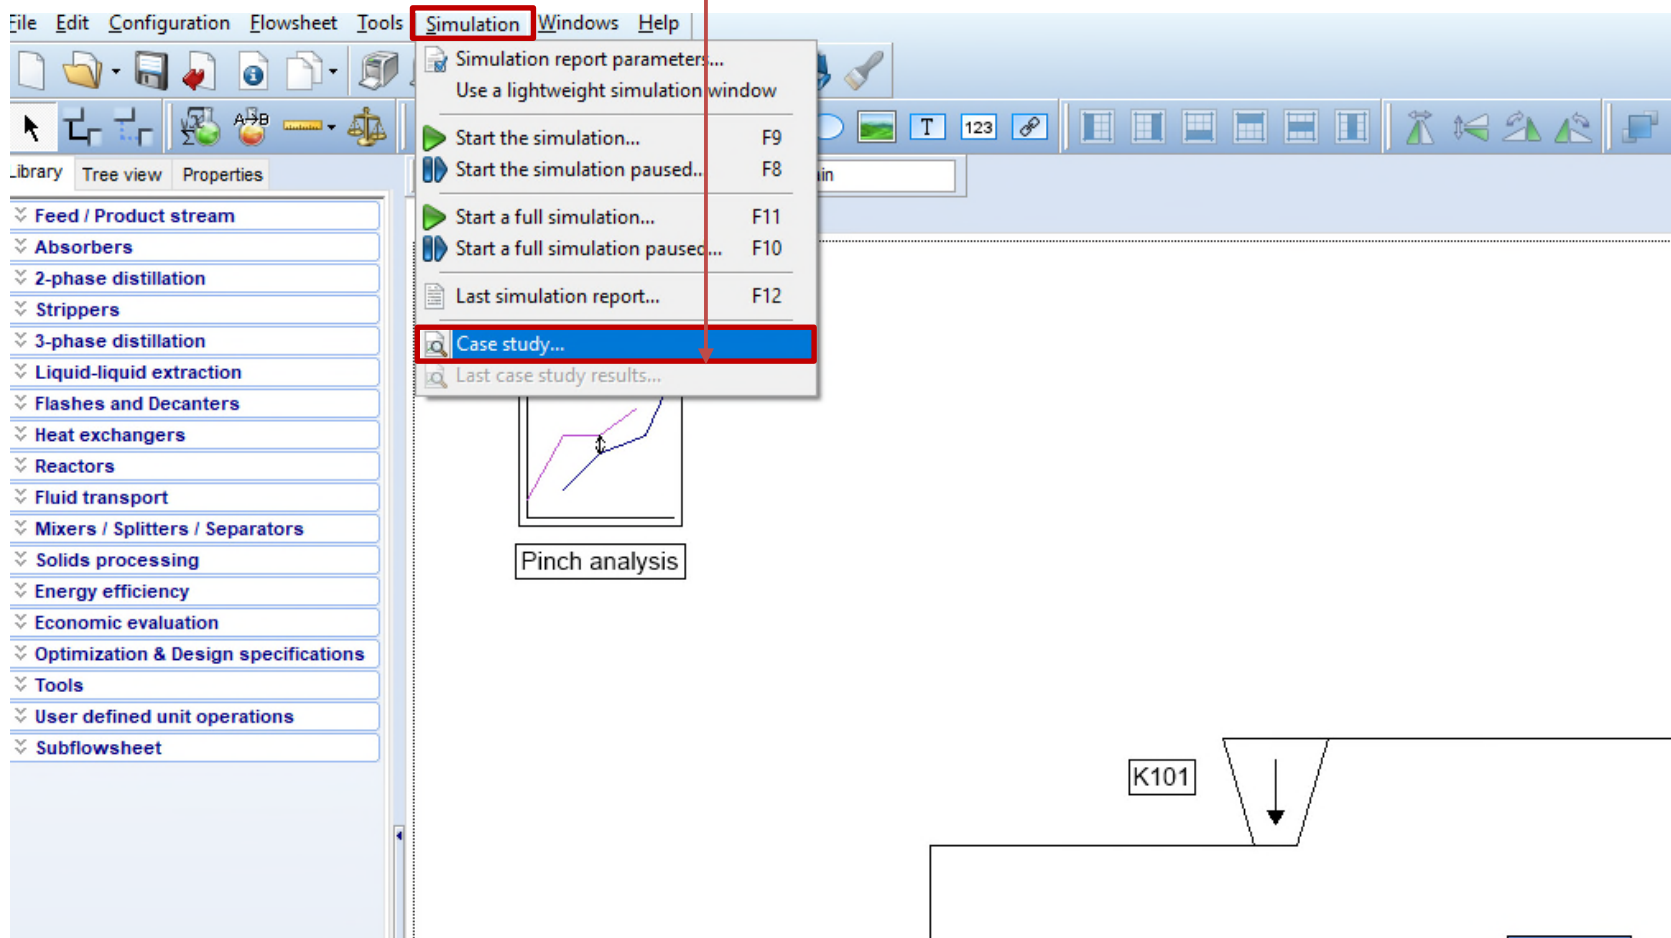 File Edit Configuration Flowsheet Tools Simulation Windows Help
Simulation report parameters...
Use a lightweight simulation window
A→B
T 123
Start the simulation... F9
Start the simulation paused... F8
Library Tree view Properties
Start a full simulation... F11
Start a full simulation paused... F10
Last simulation report... F12
Case study...
Last case study results...
Feed / Product stream
Absorbers
2-phase distillation
Strippers
3-phase distillation
Liquid-liquid extraction
Flashes and Decanters
Heat exchangers
Reactors
Fluid transport
Mixers / Splitters / Separators
Solids processing
Energy efficiency
Economic evaluation
Optimization & Design specifications
Tools
User defined unit operations
Subflowsheet
Pinch analysis
K101